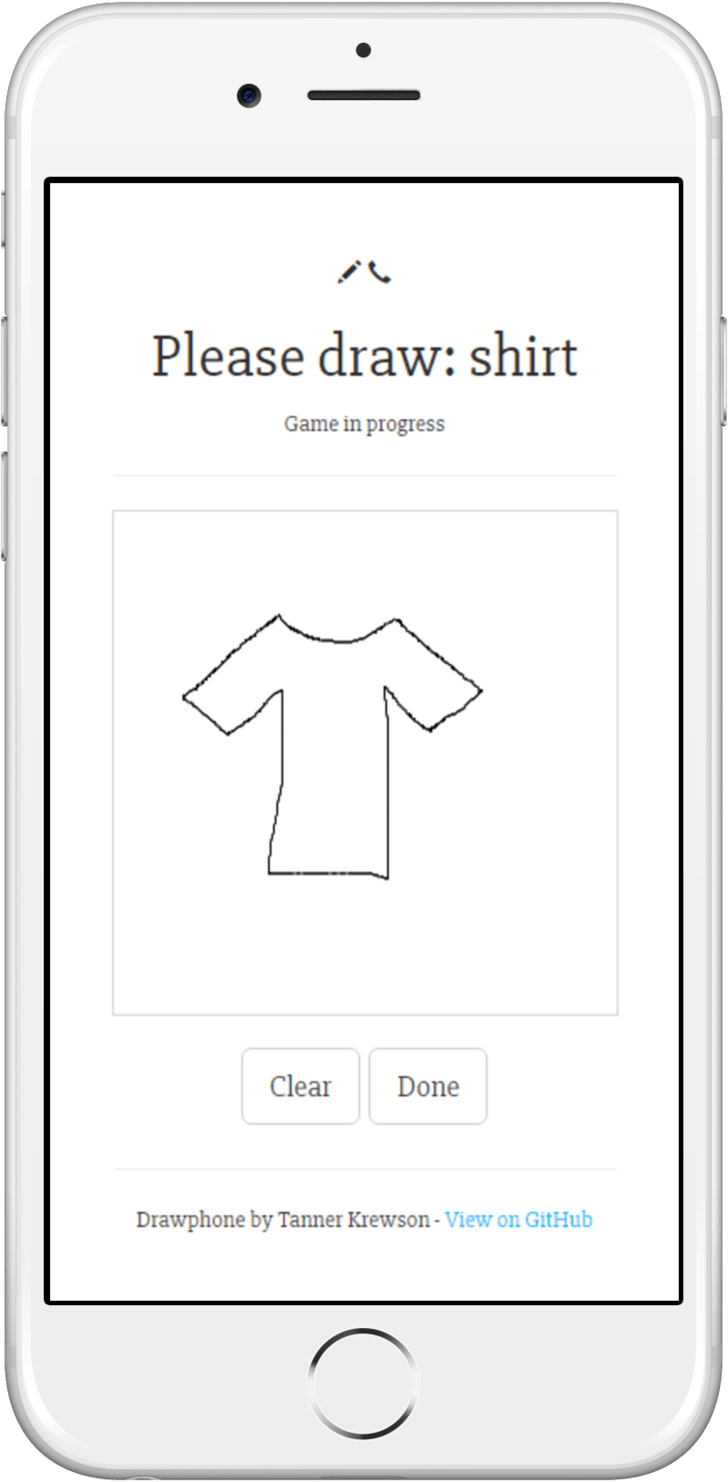 Please draw: shirt
Game in progress
Clear
Done
Drawphone by Tanner Krewson - View on GitHub